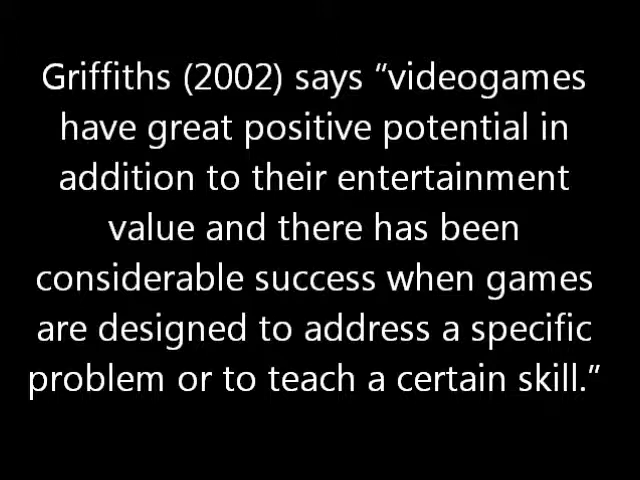 Griffiths (2002) says “videogames
have great positive potential in
addition to their entertainment
value and there has been
considerable success when games
are designed to address a specific
problem or to teach a certain skill.”